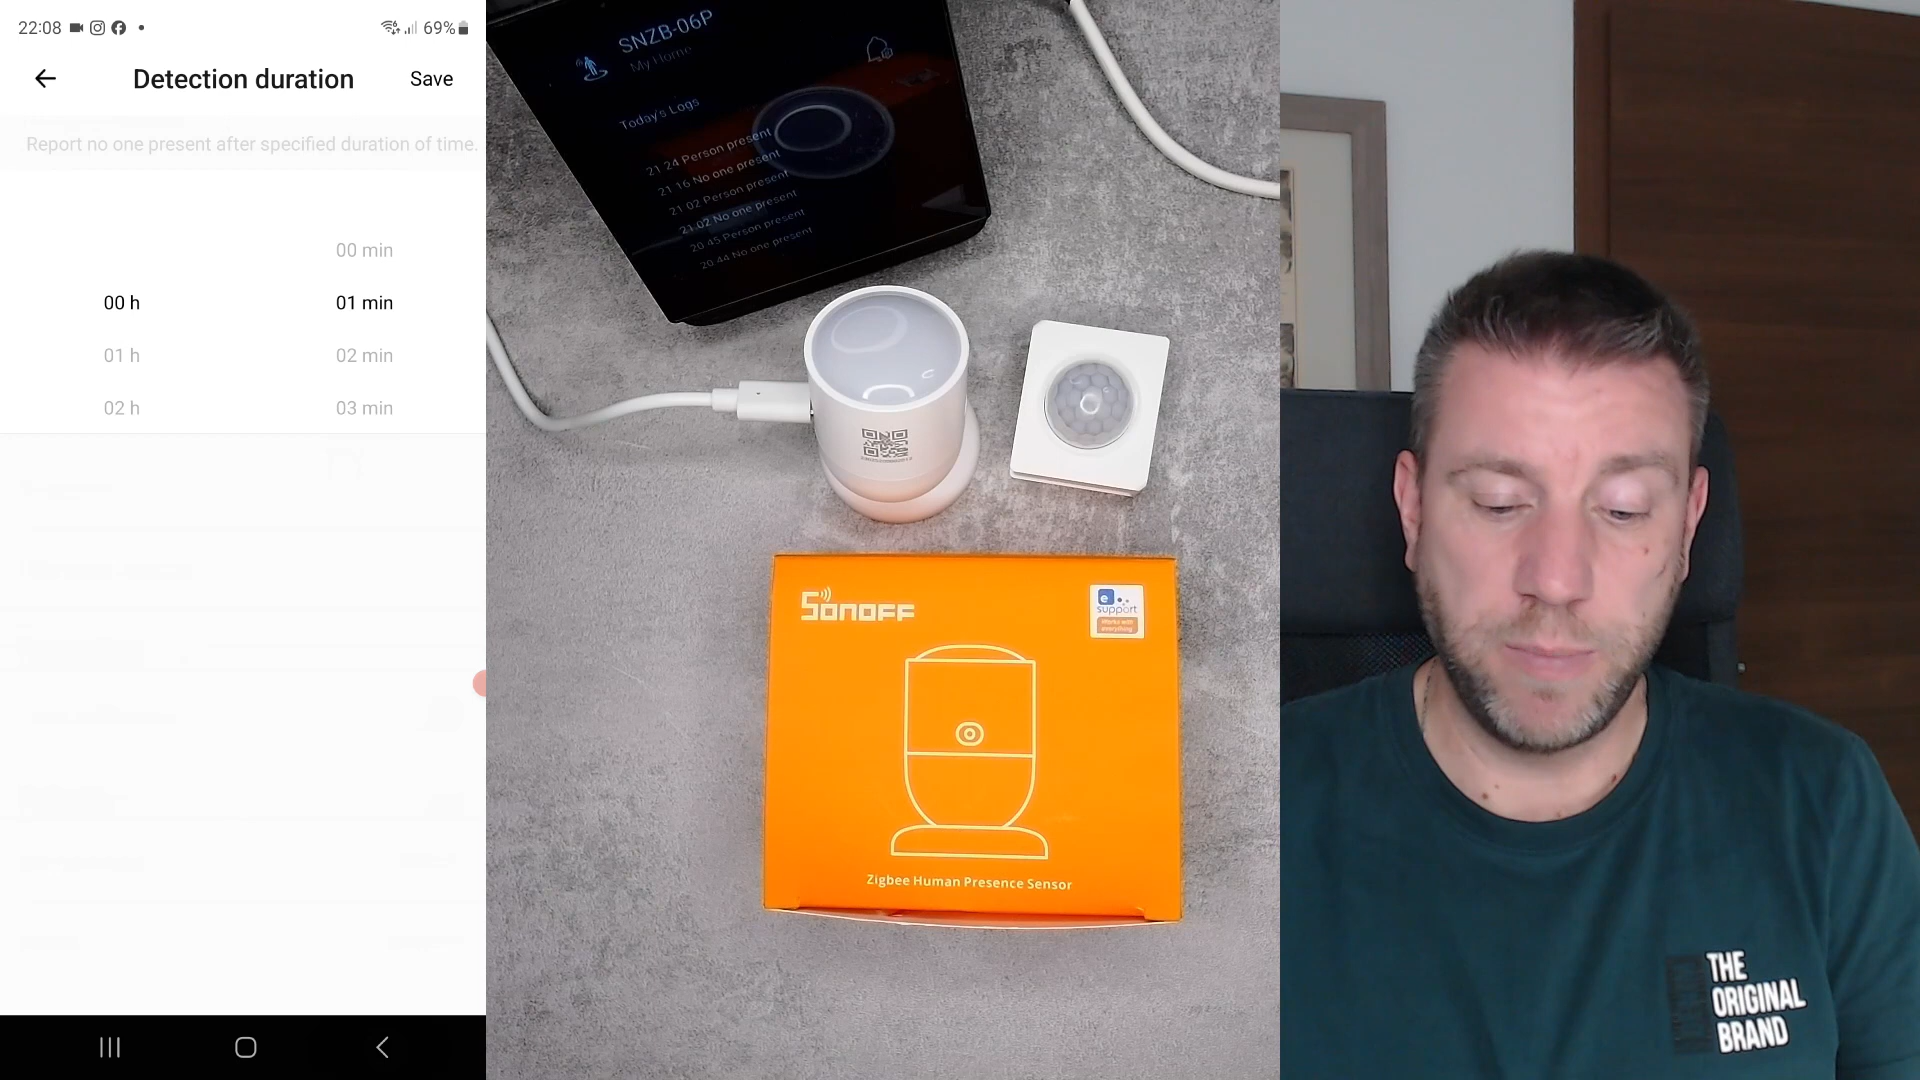 22:08
69%
Detection duration
Save
Report no one present after specified duration of time.
00 min
00 h
01 min
01 h
02 min
02 h
03 min
SNZB-06P
My Home
Today's Logs
21 24 Person present
21 16 No one present
21 02 Person present
21:02 No one present
20 45 Person present
20 44 No one present
SONOFF
e
support
Works with
everything
Zigbee Human Presence Sensor
THE
ORIGINAL
BRAND